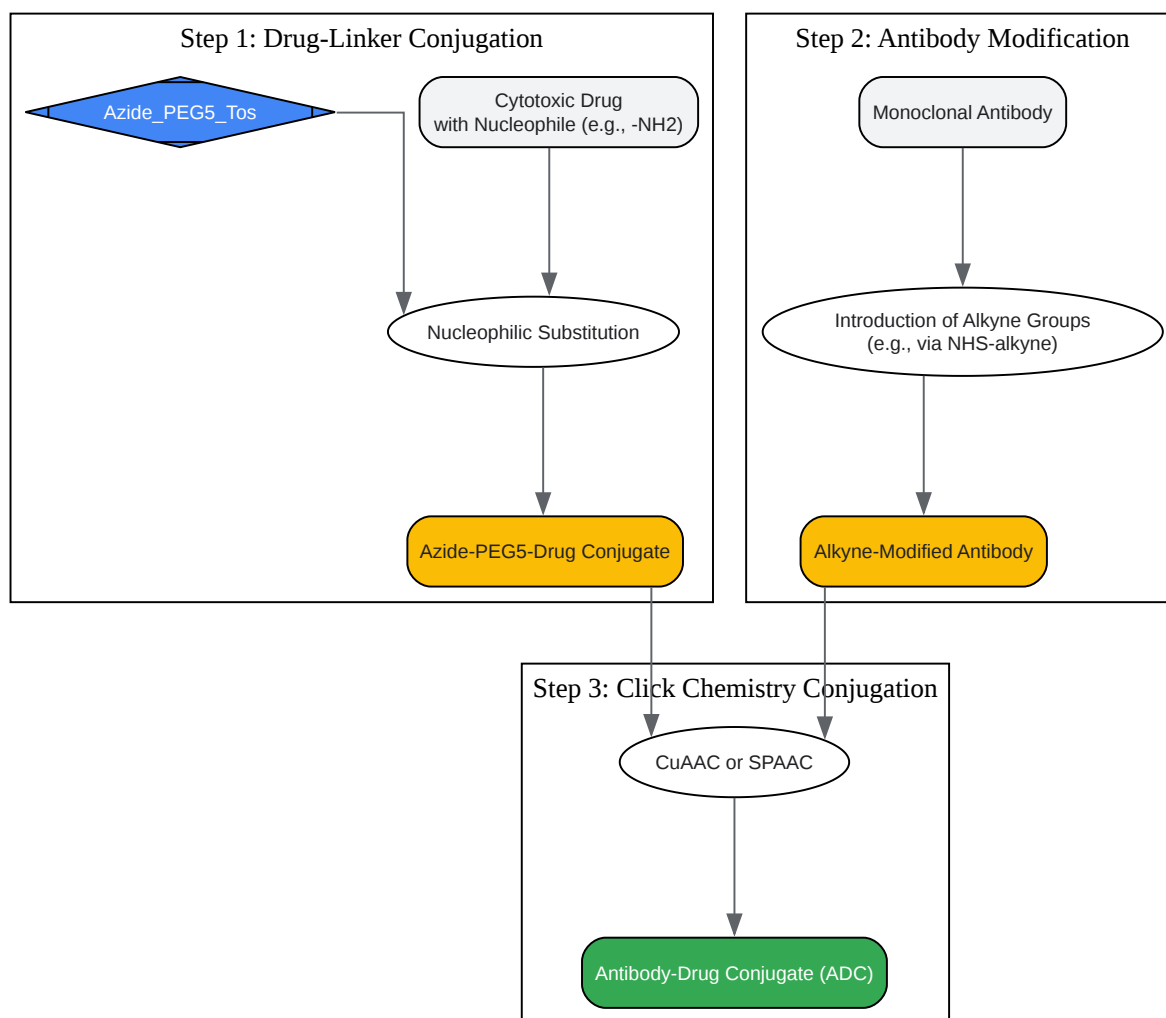 Step 1: Drug-Linker Conjugation
Azide_PEG5_Tos
Cytotoxic Drug
with Nucleophile (e.g., -NH2)
Nucleophilic Substitution
Azide-PEG5-Drug Conjugate
Step 2: Antibody Modification
Monoclonal Antibody
Introduction of Alkyne Groups
(e.g., via NHS-alkyne)
Alkyne-Modified Antibody
Step 3: Click Chemistry Conjugation
CuAAC or SPAAC
Antibody-Drug Conjugate (ADC)